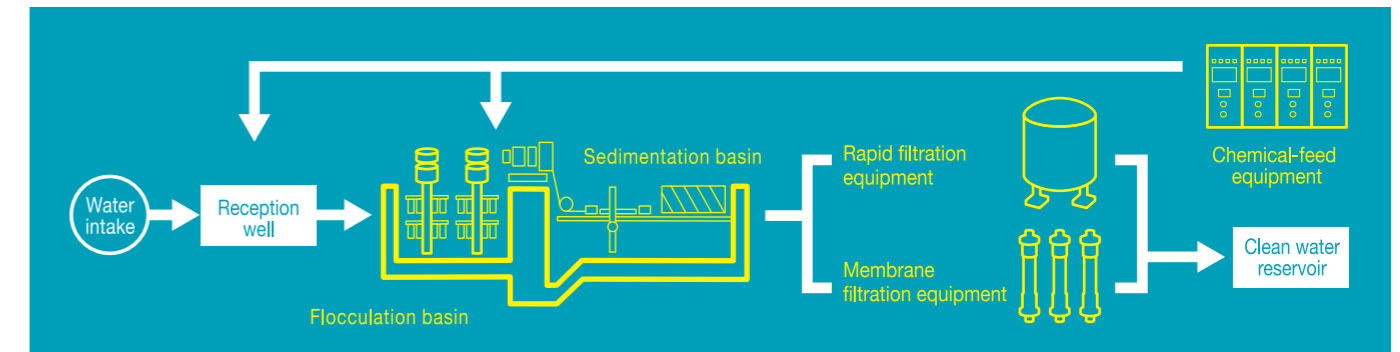 Water
intake
Reception
well
Flocculation basin
Sedimentation basin
Rapid filtration
equipment
Membrane
filtration equipment
Chemical-feed
equipment
Clean water
reservoir